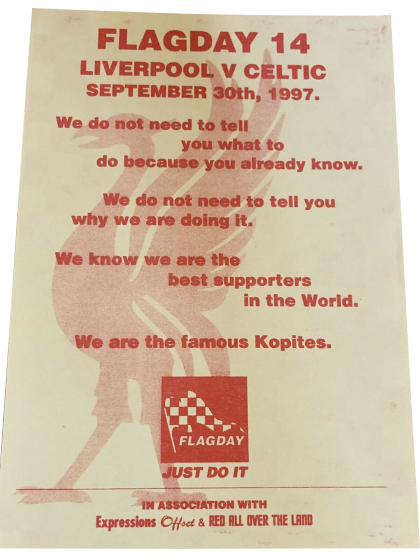 FLAGDAY 14
LIVERPOOL V CELTIC
SEPTEMBER 30th, 1997.
We do not need to tell
you what to
do because you already know.
We do not need to tell you
why we are doing it.
We know we are the
best supporters
in the World.
We are the famous Kopites.
FLAGDAY
JUST DO IT
IN ASSOCIATION WITH
Expressions Offset & RED ALL OVER THE LAND